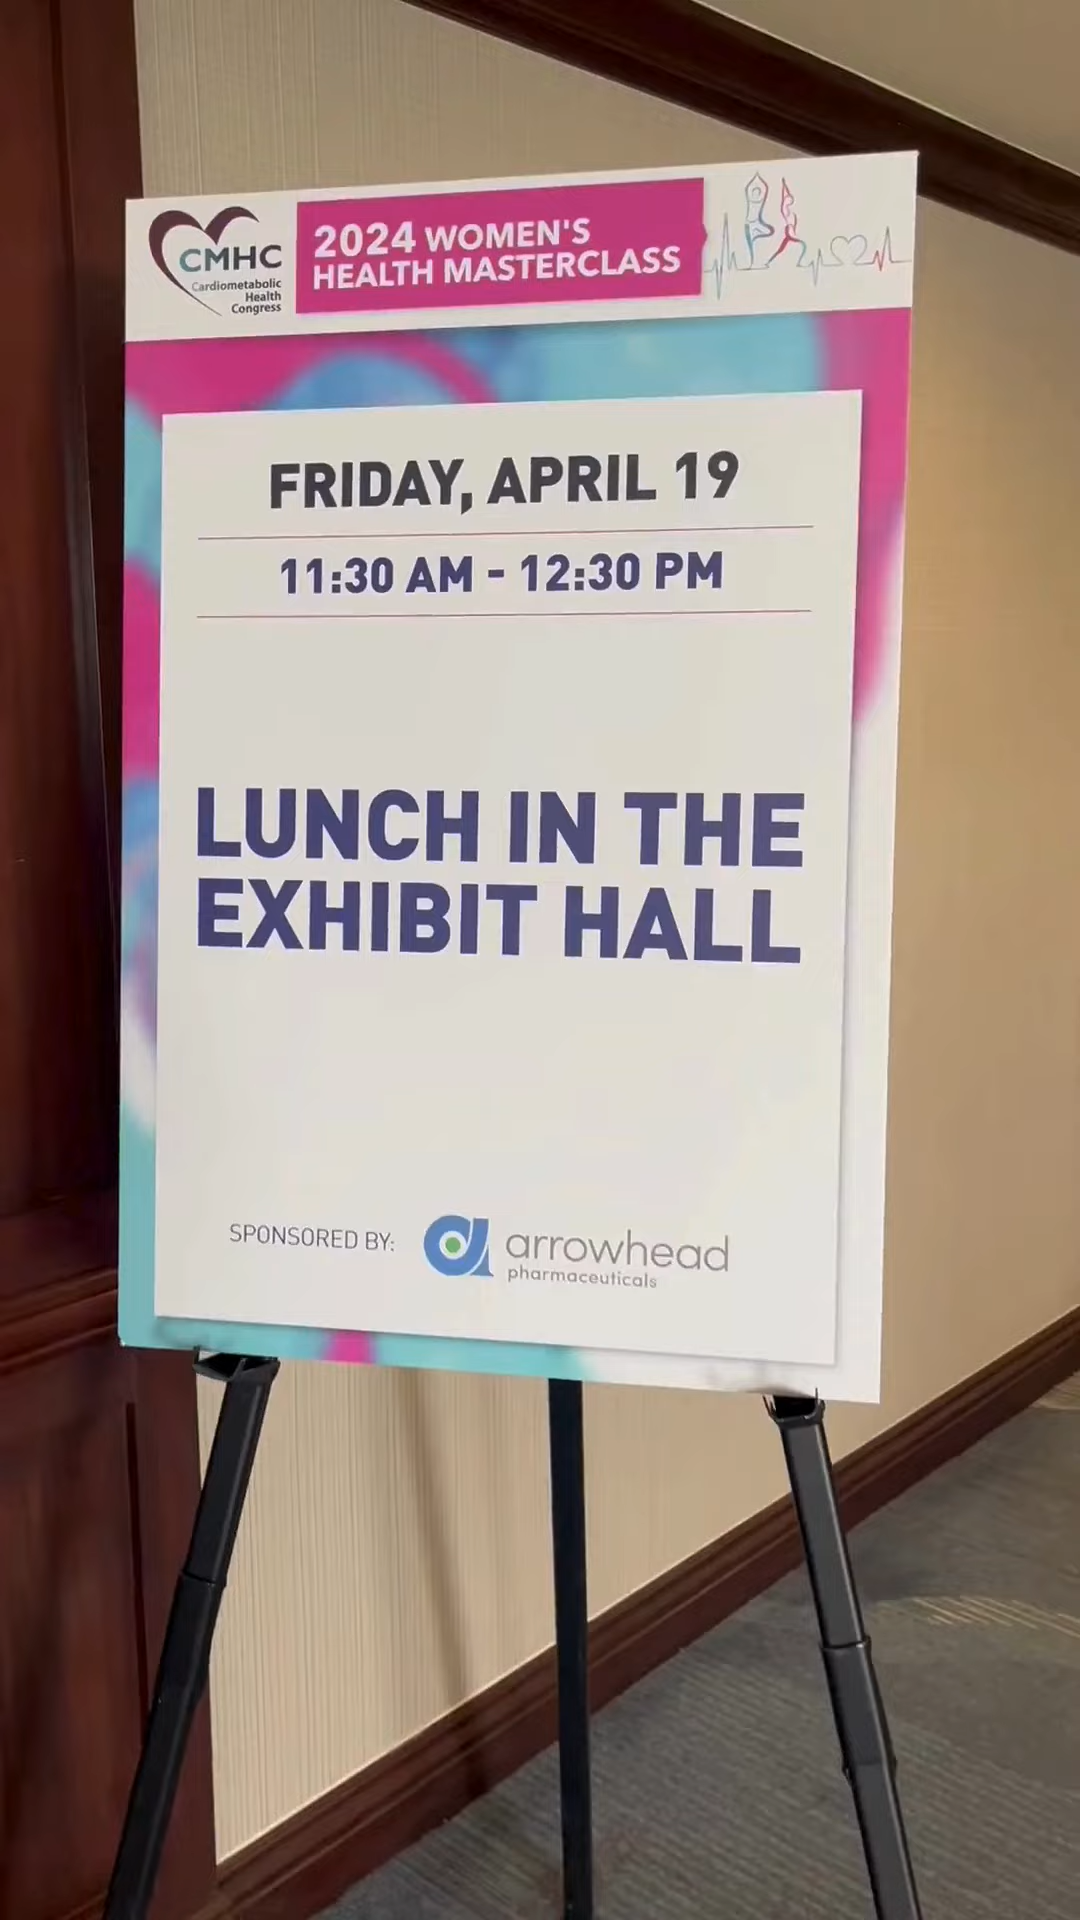 CMHC
Cardiometabolic
Health
Congress
2024 WOMEN'S
HEALTH MASTERCLASS
FRIDAY, APRIL 19
11:30 AM - 12:30 PM
LUNCH IN THE
EXHIBIT HALL
SPONSORED BY:
arrowhead
pharmaceuticals